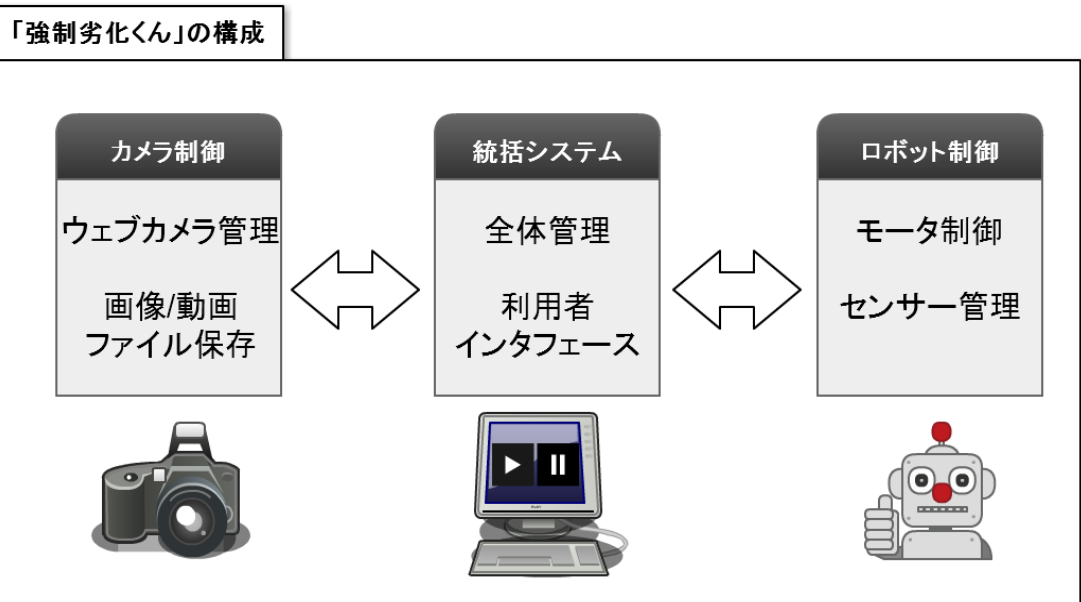 「強制劣化くん」の構成
カメラ制御
ウェブカメラ管理
画像/動画
ファイル保存
統括システム
全体管理
利用者
インタフェース
ロボット制御
モータ制御
センサー管理